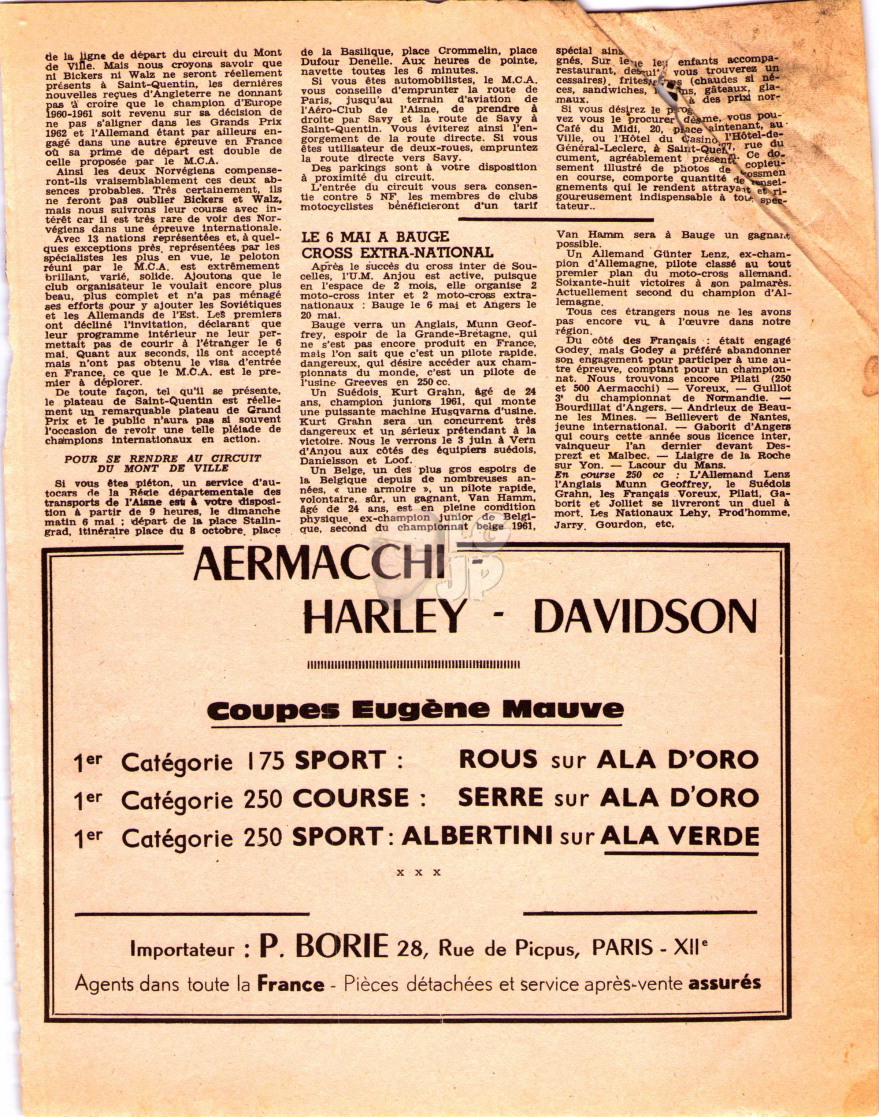 de la ligne de départ du circuit du Mont
de Ville. Mais nous croyons savoir que
ni Bickers ni Walz ne seront réellement
présents à Saint-Quentin, les dernières
nouvelles reçues d'Angleterre ne donnant
pas à croire que le champion d'Europe
1960-1961 soit revenu sur sa décision de
ne pas s'aligner dans les Grands Prix
1962 et l'Allemand étant par ailleurs en-
gagé dans une autre épreuve en France
où sa prime de départ est double de
celle proposée par le M.C.A.
Ainsi les deux Norvégiens compense-
ront-ils vraisemblablement ces deux ab-
sences probables. Très certainement, ils
ne feront pas oublier Bickers et Walz,
mais nous suivrons leur course avec in-
térêt car il est très rare de voir des Nor-
végiens dans une épreuve internationale.
Avec 13 nations représentées et, à quel-
ques exceptions près, représentées par les
spécialistes les plus en vue, le peloton
réuni par le M.C.A. est extrêmement
brillant, varié, solide. Ajoutons que le
club organisateur le voulait encore plus
beau, plus complet et n'a pas ménagé
ses efforts pour y ajouter les Soviétiques
et les Allemands de l'Est. Les premiers
ont décliné l'invitation, déclarant que
leur programme intérieur ne leur per-
mettait pas de courir à l'étranger le 6
mai. Quant aux seconds, ils ont accepté
mais n'ont pas obtenu le visa d'entrée
en France, ce que le M.C.A. est le pre-
mier à déplorer.
De toute façon, tel qu'il se présente,
le plateau de Saint-Quentin est réelle-
ment un remarquable plateau de Grand
Prix et le public n'aura pas si souvent
l'occasion de revoir une telle pléiade de
champions internationaux en action.
POUR SE RENDRE AU CIRCUIT
DU MONT DE VILLE
Si vous êtes piéton, un service d'au-
tocars de la Régie départementale des
transports de l'Aisne est à votre disposi-
tion à partir de 9 heures, le dimanche
matin 6 mai ; départ de la place Stalin-
grad, itinéraire place du 8 octobre, place
de la Basilique, place Crommelin, place
Dufour Denelle. Aux heures de pointe,
navette toutes les 6 minutes.
Si vous êtes automobilistes, le M.C.A.
vous conseille d'emprunter la route de
Paris, jusqu'au terrain d'aviation de
l'Aéro-Club de l'Aisne, de prendre à
droite par Savy et la route de Savy à
Saint-Quentin. Vous éviterez ainsi l'en-
gorgement de la route directe. Si vous
êtes utilisateur de deux-roues, empruntez
la route directe vers Savy.
Des parkings sont à votre disposition
à proximité du circuit.
L'entrée du circuit vous sera consen-
tie contre 5 NF les membres de clubs
motocyclistes bénéficieront d'un tarif
spécial ains
gnés. Sur le le enfants accompa-
restaurant, des vous trouverez un
cessaires), frites, (chaudes si né-
ces, sandwiches, gâteaux, gla-
maux. à des prix nor-
Si vous désirez le
vez vous le procurer vous pou-
Café du Midi, 20, place aintenant, au
Ville, ou l'Hôtel du Casino l'Hôtel-de-
Général-Leclerc, à Saint-Quen rue du
cument, agréablement présent Ce do-
sement illustré de photos de copieu-
en course, comporte quantité de
gnements qui le rendent attrayant et ri-
goureusement indispensable à tout spec-
tateur..
LE 6 MAI A BAUGE
CROSS EXTRA-NATIONAL
Après le succès du cross inter de Sou-
celles, l'U.M. Anjou est active, puisque
en l'espace de 2 mois, elle organise 2
moto-cross inter et 2 moto-cross extra-
nationaux : Bauge le 6 mai et Angers le
20 mai.
Bauge verra un Anglais, Munn Geof-
frey, espoir de la Grande-Bretagne, qui
ne s'est pas encore produit en France,
mais l'on sait que c'est un pilote rapide,
dangereux, qui désire accéder aux cham-
pionnats du monde, c'est un pilote de
l'usine Greeves en 250 cc.
Un Suédois, Kurt Grahn, âgé de 24
ans, champion juniors 1961, qui monte
une puissante machine Husqvarna d'usine.
Kurt Grahn sera un concurrent très
dangereux et un sérieux prétendant à la
victoire. Nous le verrons le 3 juin à Vern
d'Anjou aux côtés des équipiers suédois,
Danielsson et Loof.
Un Belge, un des plus gros espoirs de
la Belgique depuis de nombreuses an-
nées, « une armoire », un pilote rapide,
volontaire, sûr, un gagnant, Van Hamm,
âgé de 24 ans, est en pleine condition
physique, ex-champion junior de Belgi-
que, second du championnat belge 1961,
Van Hamm sera à Bauge un gagnant
possible.
Un Allemand Günter Lenz, ex-cham-
pion d'Allemagne, pilote classé au tout
premier plan du moto-cross allemand.
Soixante-huit victoires à son palmarès.
Actuellement second du champion d'Al-
lemagne.
Tous ces étrangers nous ne les avons
pas encore vu à l'œuvre dans notre
région.
Du côté des Français : était engagé
Godey, mais Godey a préféré abandonner
son engagement pour participer à une au-
tre épreuve, comptant pour un champion-
nat. Nous trouvons encore Pilati (250
et 500 Aermacchi) — Voreux, — Guillot
3e du championnat de Normandie. —
Bourdillat d'Angers. — Andrieux de Beau-
ne les Mines. — Beillevert de Nantes,
jeune international. — Gaborit d'Angers
qui cours cette année sous licence inter,
vainqueur l'an dernier devant Des-
prezt et Malbec. — Liaigre de la Roche
sur Yon. — Lacour du Mans.
En course 250 cc : L'Allemand Lenz
l'Anglais Munn Geoffrey, le Suédois
Grahn, les Français Voreux, Pilati, Ga-
borit et Jolliet se livreront un duel à
mort. Les Nationaux Lehy, Prod'homme,
Jarry, Gourdon, etc.
AERMACCHI -
HARLEY - DAVIDSON
Coupes Eugène Mauve
1er Catégorie 175 SPORT : ROUS sur ALA D'ORO
1er Catégorie 250 COURSE : SERRE sur ALA D'ORO
1er Catégorie 250 SPORT : ALBERTINI sur ALA VERDE
x x x
Importateur : P. BORIE 28, Rue de Picpus, PARIS - XIIe
Agents dans toute la France - Pièces détachées et service après-vente assurés